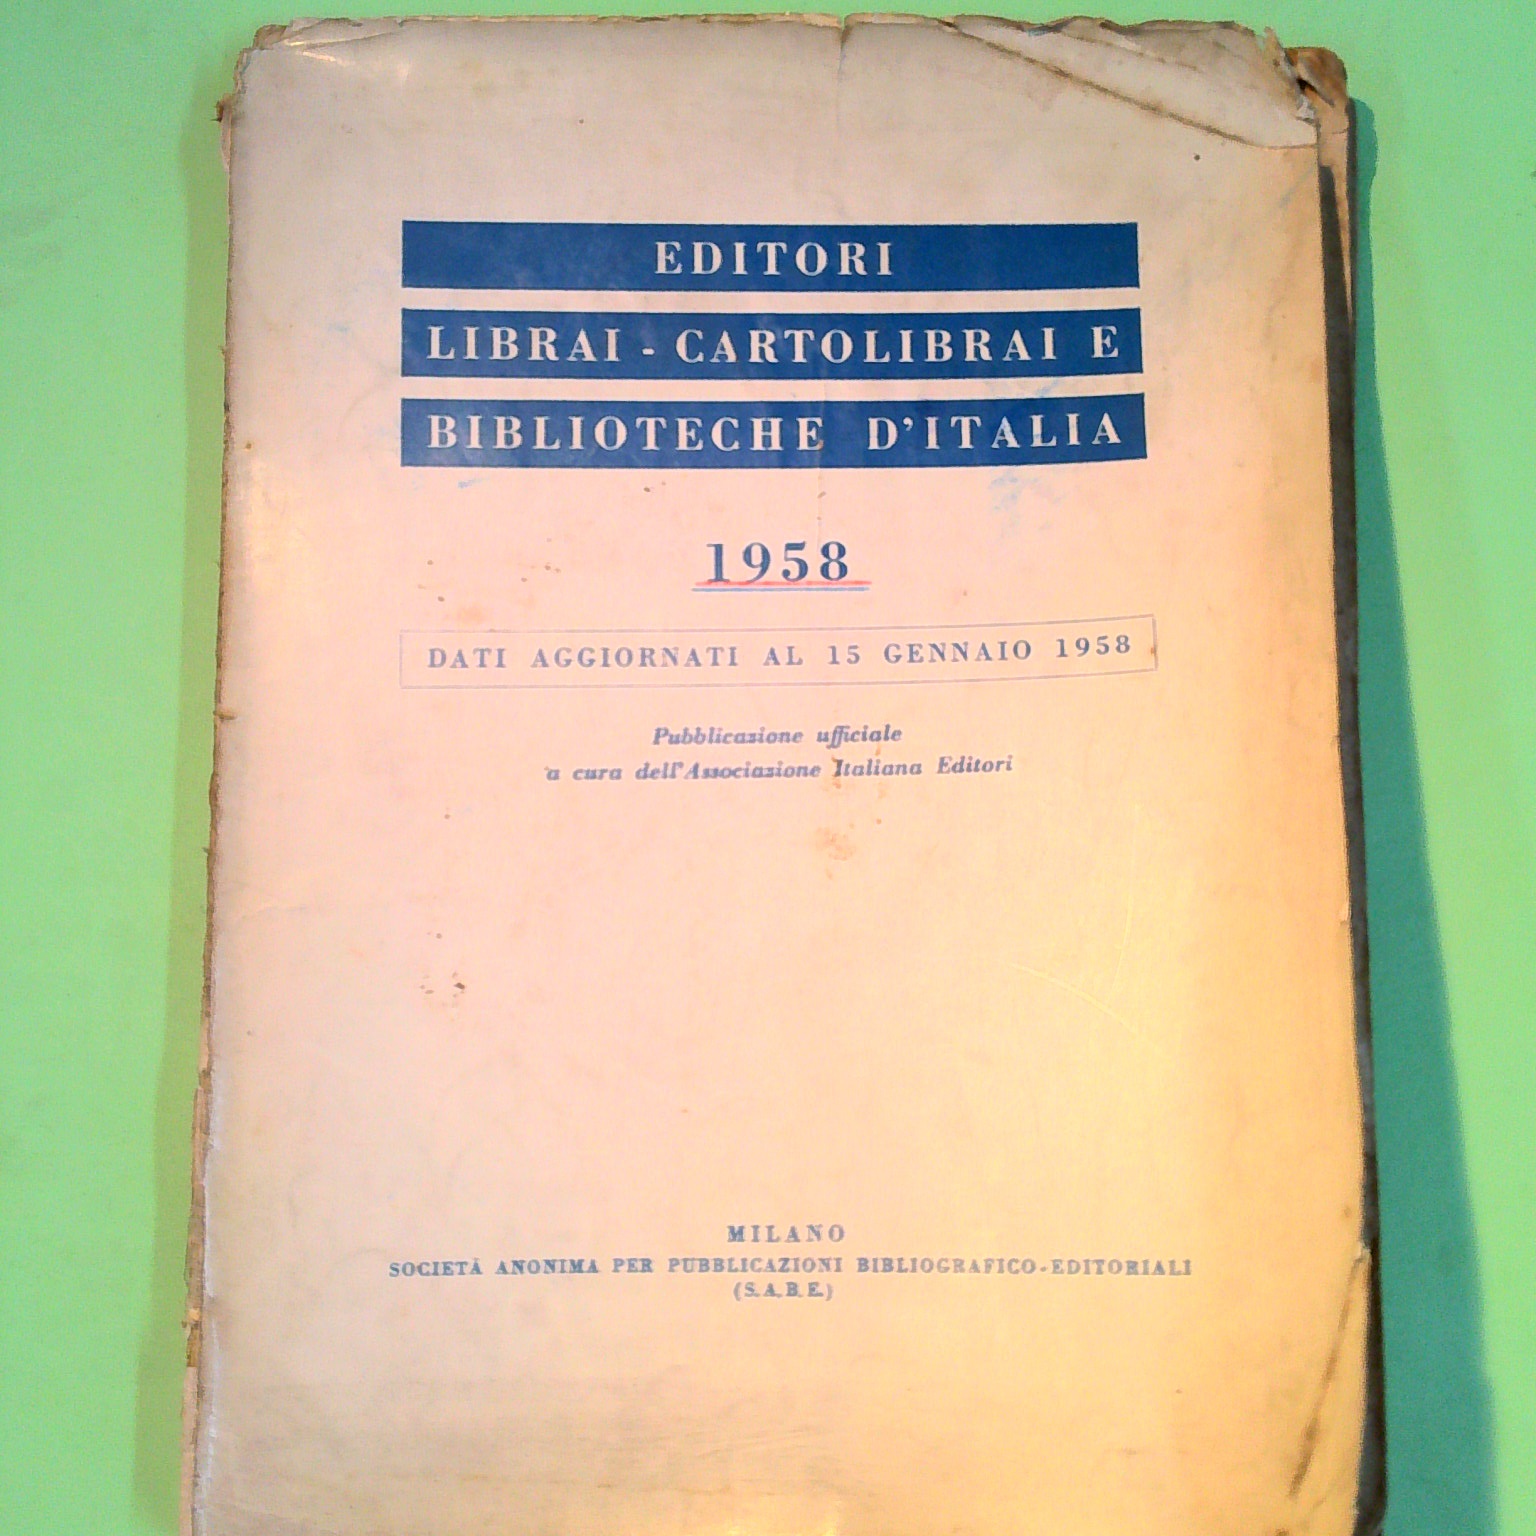 EDITORI
LIBRAI - CARTOLIBRAI E
BIBLIOTECHE D'ITALIA
1958
DATI AGGIORNATI AL 15 GENNAIO 1958
Pubblicazione ufficiale
a cura dell'Associazione Italiana Editori
MILANO
SOCIETÀ ANONIMA PER PUBBLICAZIONI BIBLIOGRAFICO-EDITORIALI
(S.A.B.E.)